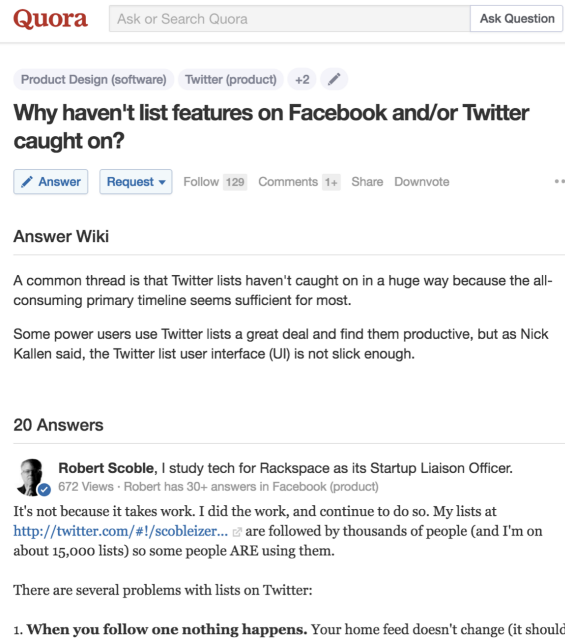 Quora
Ask or Search Quora
Ask Question
Product Design (software) Twitter (product) +2
Why haven't list features on Facebook and/or Twitter
caught on?
Answer Request Follow 129 Comments 1+ Share Downvote
Answer Wiki
A common thread is that Twitter lists haven't caught on in a huge way because the all-
consuming primary timeline seems sufficient for most.
Some power users use Twitter lists a great deal and find them productive, but as Nick
Kallen said, the Twitter list user interface (UI) is not slick enough.
20 Answers
Robert Scoble, I study tech for Rackspace as its Startup Liaison Officer.
672 Views · Robert has 30+ answers in Facebook (product)
It's not because it takes work. I did the work, and continue to do so. My lists at
http://twitter.com/#!/scobleizer... are followed by thousands of people (and I'm on
about 15,000 lists) so some people ARE using them.
There are several problems with lists on Twitter:
1. When you follow one nothing happens. Your home feed doesn't change (it should